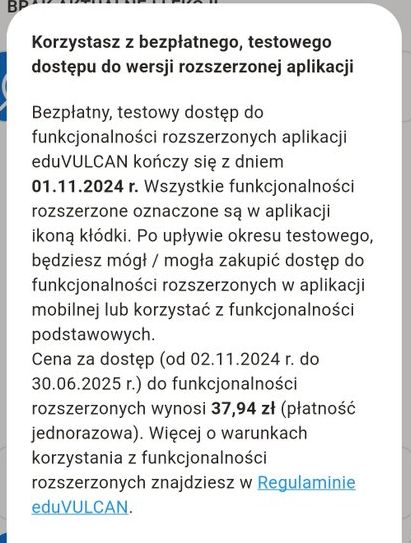 Korzystasz z bezpłatnego, testowego
dostępu do wersji rozszerzonej aplikacji
Bezpłatny, testowy dostęp do
funkcjonalności rozszerzonych aplikacji
eduVULCAN kończy się z dniem
01.11.2024 r. Wszystkie funkcjonalności
rozszerzone oznaczone są w aplikacji
ikoną kłódki. Po upływie okresu testowego,
będziesz mógł / mogła zakupić dostęp do
funkcjonalności rozszerzonych w aplikacji
mobilnej lub korzystać z funkcjonalności
podstawowych.
Cena za dostęp (od 02.11.2024 r. do
30.06.2025 r.) do funkcjonalności
rozszerzonych wynosi 37,94 zł (płatność
jednorazowa). Więcej o warunkach
korzystania z funkcjonalności
rozszerzonych znajdziesz w Regulaminie
eduVULCAN.